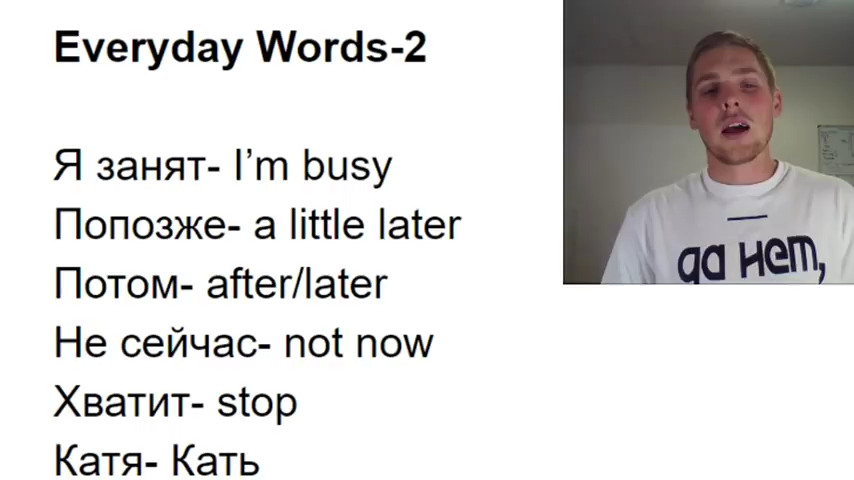 Everyday Words-2
Я занят- I’m busy
Попозже- a little later
Потом- after/later
Не сейчас- not now
Хватит- stop
Катя- Кать
да нет,